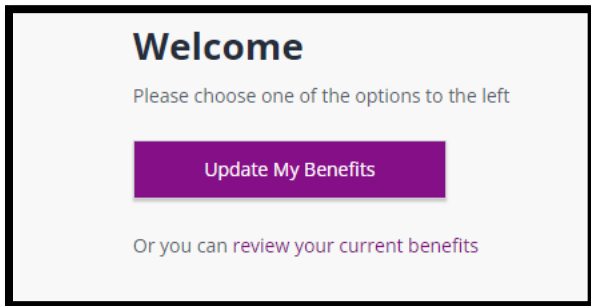 Welcome
Please choose one of the options to the left
Update My Benefits
Or you can review your current benefits